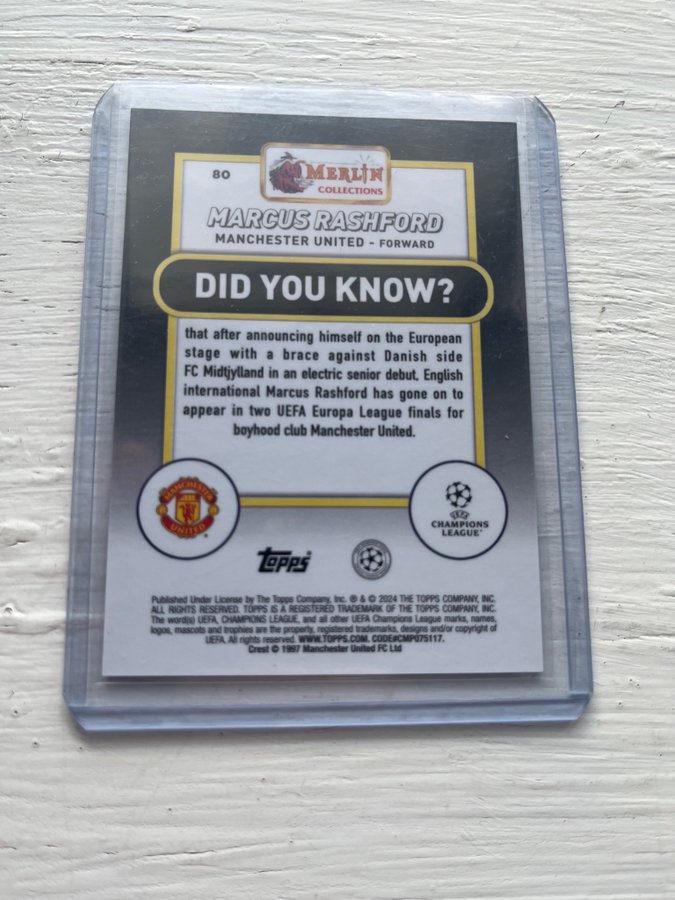 80
MERLIN
COLLECTIONS
MARCUS RASHFORD
MANCHESTER UNITED - FORWARD
DID YOU KNOW?
that after announcing himself on the European
stage with a brace against Danish side
FC Midtjylland in an electric senior debut, English
international Marcus Rashford has gone on to
appear in two UEFA Europa League finals for
boyhood club Manchester United.
MANCHESTER
UNITED
UEFA
CHAMPIONS
LEAGUE
Topps
Published Under License by The Topps Company, Inc. ® & © 2024 THE TOPPS COMPANY, INC.
ALL RIGHTS RESERVED. TOPPS IS A REGISTERED TRADEMARK OF THE TOPPS COMPANY, INC.
The word(s) UEFA, CHAMPIONS LEAGUE, and all other UEFA Champions League marks, names,
logos, mascots and trophies are the property, registered trademarks, designs and/or copyright of
UEFA. All rights reserved. WWW.TOPPS.COM. CODE#CMP075117.
Crest © 1997 Manchester United FC Ltd